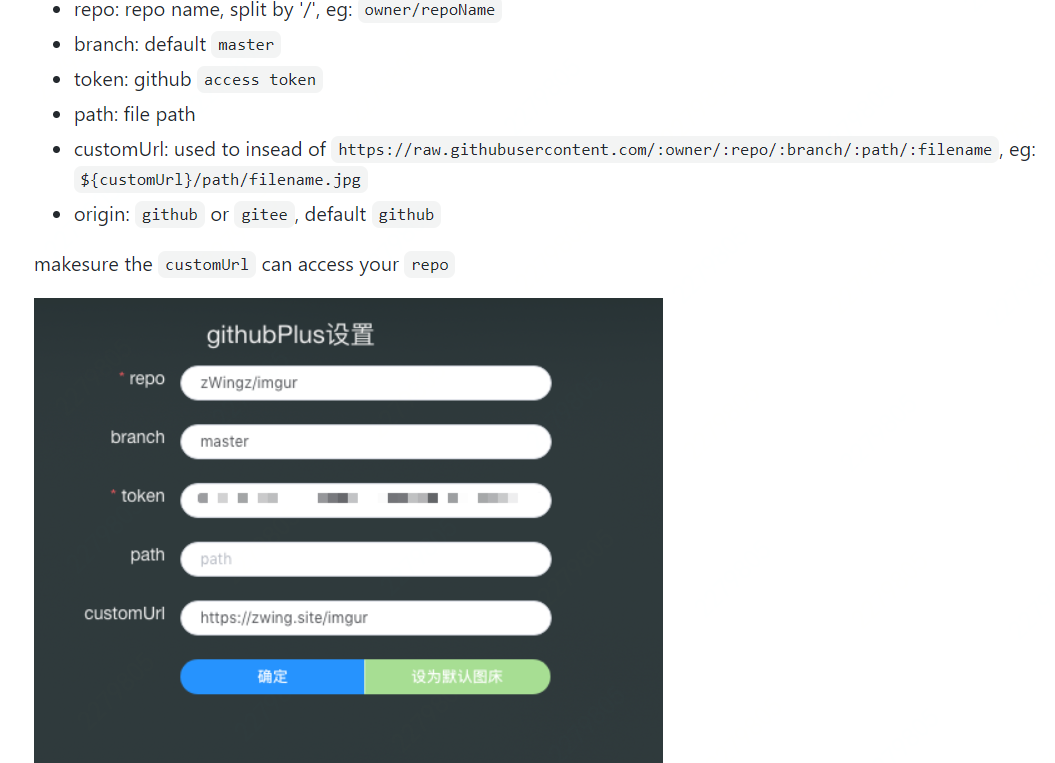 repo: repo name, split by '/', eg: owner/repoName
branch: default master
token: github access token
path: file path
customUrl: used to insead of https://raw.githubusercontent.com/:owner/:repo/:branch/:path/:filename , eg:
${customUrl}/path/filename.jpg
origin: github or gitee , default github
makesure the customUrl can access your repo
githubPlus设置
* repo zWingz/imgur
branch master
* token
path path
customUrl https://zwing.site/imgur
确定 设为默认图床